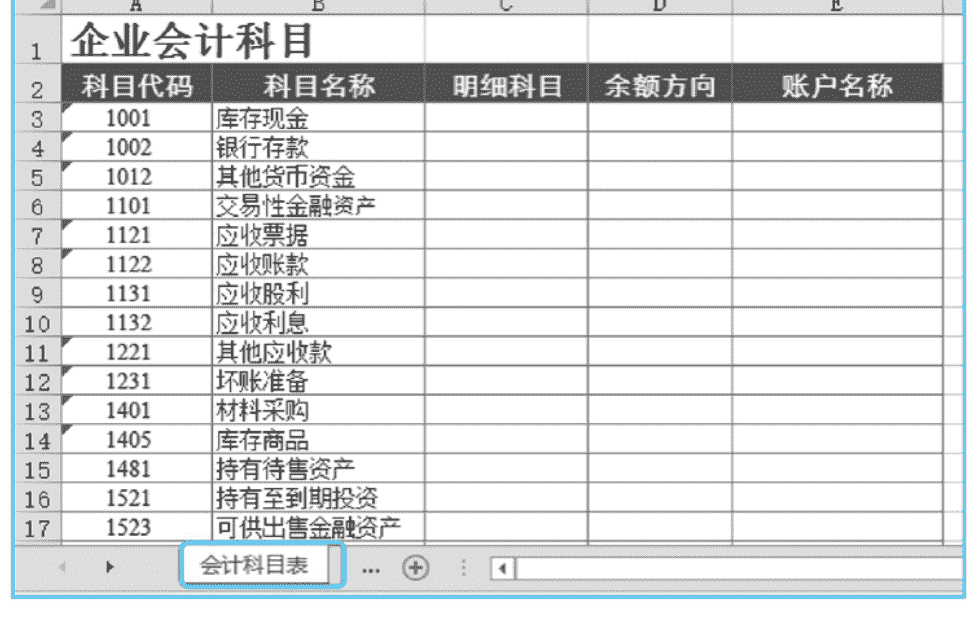 A B C D E
1 企业会计科目
2 科目代码 科目名称 明细科目 余额方向 账户名称
3 1001 库存现金
4 1002 银行存款
5 1012 其他货币资金
6 1101 交易性金融资产
7 1121 应收票据
8 1122 应收账款
9 1131 应收股利
10 1132 应收利息
11 1221 其他应收款
12 1231 坏账准备
13 1401 材料采购
14 1405 库存商品
15 1481 持有待售资产
16 1521 持有至到期投资
17 1523 可供出售金融资产
会计科目表 ...